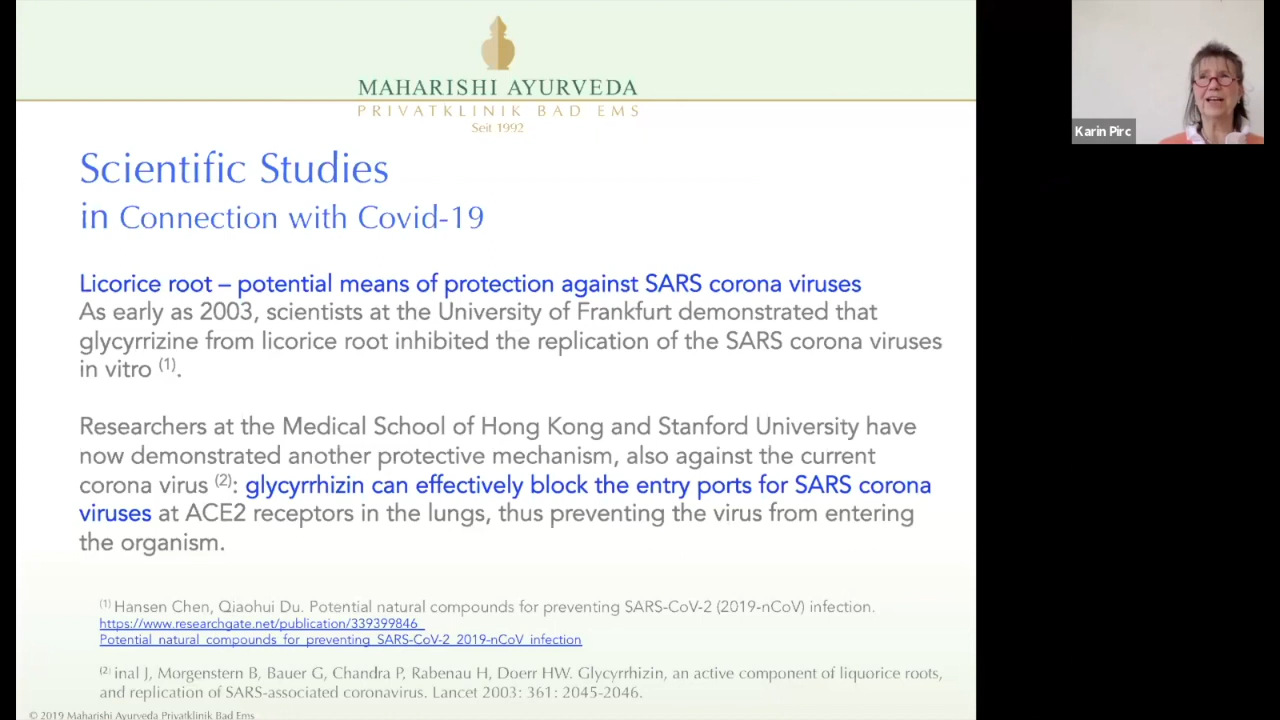 MAHARISHI AYURVEDA
PRIVATKLINIK BAD EMS
Seit 1992
Scientific Studies
in Connection with Covid-19
Licorice root – potential means of protection against SARS corona viruses
As early as 2003, scientists at the University of Frankfurt demonstrated that
glycyrrizine from licorice root inhibited the replication of the SARS corona viruses
in vitro (1).
Researchers at the Medical School of Hong Kong and Stanford University have
now demonstrated another protective mechanism, also against the current
corona virus (2): glycyrrhizin can effectively block the entry ports for SARS corona
viruses at ACE2 receptors in the lungs, thus preventing the virus from entering
the organism.
(1) Hansen Chen, Qiaohui Du. Potential natural compounds for preventing SARS-CoV-2 (2019-nCoV) infection.
https://www.researchgate.net/publication/339399846_
Potential_natural_compounds_for_preventing_SARS-CoV-2_2019-nCoV_infection
(2) inal J, Morgenstern B, Bauer G, Chandra P, Rabenau H, Doerr HW. Glycyrrhizin, an active component of liquorice roots,
and replication of SARS-associated coronavirus. Lancet 2003: 361: 2045-2046.
© 2019 Maharishi Ayurveda Privatklinik Bad Ems
Karin Pirc